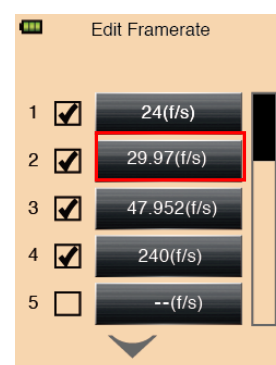 Edit Framerate
1 24(f/s)
2 29.97(f/s)
3 47.952(f/s)
4 240(f/s)
5 --(f/s)